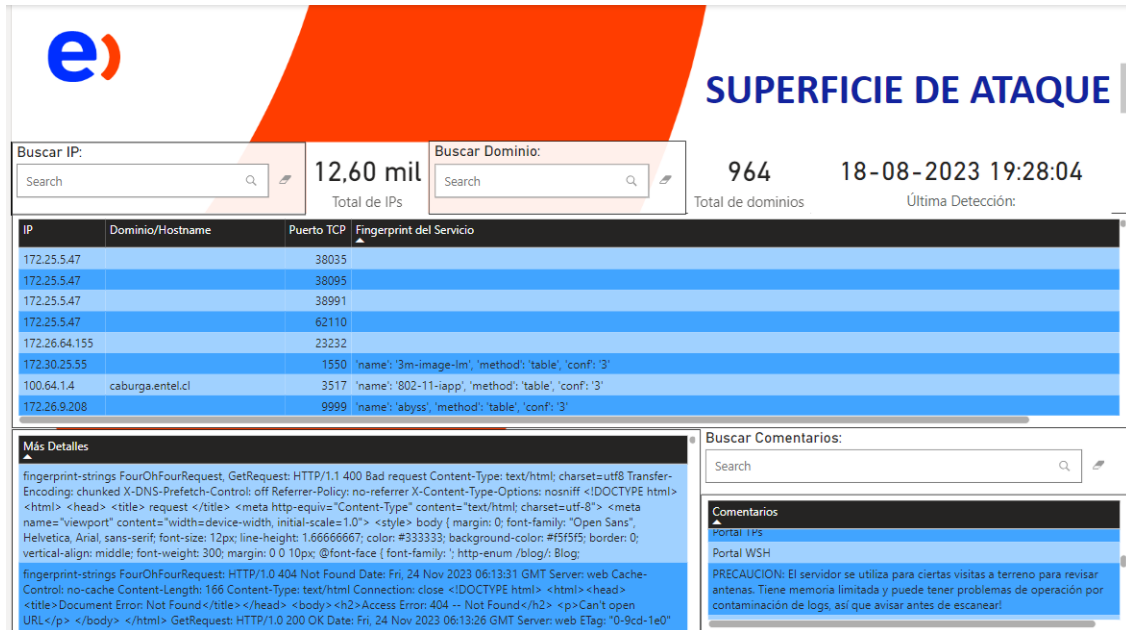 e)
SUPERFICIE DE ATAQUE
Buscar IP:
Search
12,60 mil
Total de IPs
Buscar Dominio:
Search
964
Total de dominios
18-08-2023 19:28:04
Última Detección:
IP Dominio/Hostname Puerto TCP Fingerprint del Servicio
172.25.5.47 38035
172.25.5.47 38095
172.25.5.47 38991
172.25.5.47 62110
172.26.64.155 23232
172.30.25.55 1550 'name': '3m-image-lm', 'method': 'table', 'conf': '3'
100.64.1.4 caburga.entel.cl 3517 'name': '802-11-iapp', 'method': 'table', 'conf': '3'
172.26.9.208 9999 'name': 'abyss', 'method': 'table', 'conf': '3'
Más Detalles
fingerprint-strings FourOhFourRequest, GetRequest: HTTP/1.1 400 Bad request Content-Type: text/html; charset=utf8 Transfer-
Encoding: chunked X-DNS-Prefetch-Control: off Referrer-Policy: no-referrer X-Content-Type-Options: nosniff <!DOCTYPE html>
<html> <head> <title> request </title> <meta http-equiv="Content-Type" content="text/html; charset=utf-8"> <meta
name="viewport" content="width=device-width, initial-scale=1.0"> <style> body { margin: 0; font-family: "Open Sans",
Helvetica, Arial, sans-serif; font-size: 12px; line-height: 1.66666667; color: #333333; background-color: #f5f5f5; border: 0;
vertical-align: middle; font-weight: 300; margin: 0 0 10px; @font-face { font-family: '; http-enum /blog/: Blog;
fingerprint-strings FourOhFourRequest: HTTP/1.0 404 Not Found Date: Fri, 24 Nov 2023 06:13:31 GMT Server: web Cache-
Control: no-cache Content-Length: 166 Content-Type: text/html Connection: close <!DOCTYPE html> <html><head>
<title>Document Error: Not Found</title></head> <body><h2>Access Error: 404 -- Not Found</h2> <p>Can't open
URL</p> </body> </html> GetRequest: HTTP/1.0 200 OK Date: Fri, 24 Nov 2023 06:13:26 GMT Server: web ETag: "0-9cd-1e0"
Buscar Comentarios:
Search
Comentarios
Portal TPs
Portal WSH
PRECAUCION: El servidor se utiliza para ciertas visitas a terreno para revisar
antenas. Tiene memoria limitada y puede tener problemas de operación por
contaminación de logs, así que avisar antes de escanear!